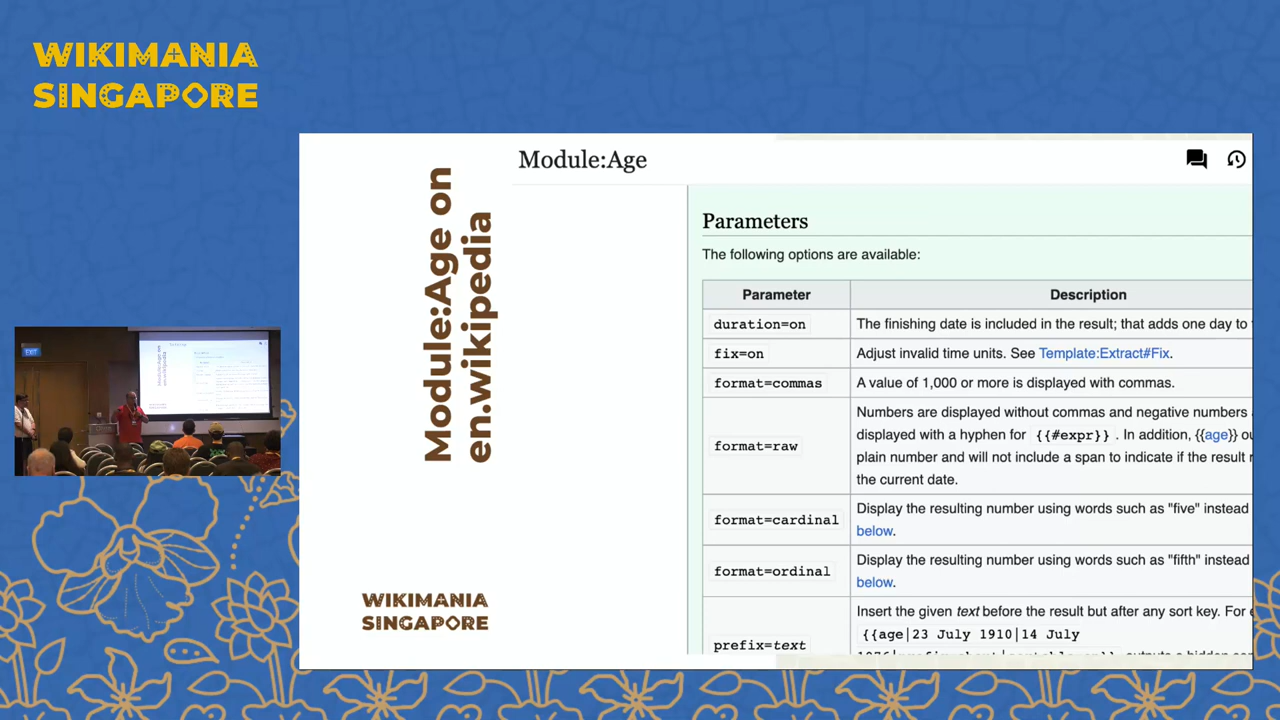 WIKIMANIA
SINGAPORE
Module:Age on
en.wikipedia
WIKIMANIA
SINGAPORE
Module:Age
Parameters
The following options are available:
Parameter Description
duration=on The finishing date is included in the result; that adds one day to
fix=on Adjust invalid time units. See Template:Extract#Fix.
format=commas A value of 1,000 or more is displayed with commas.
format=raw Numbers are displayed without commas and negative numbers
displayed with a hyphen for {{#expr}} . In addition, {{age}} ou
plain number and will not include a span to indicate if the result
the current date.
format=cardinal Display the resulting number using words such as "five" instead
below.
format=ordinal Display the resulting number using words such as "fifth" instead
below.
prefix=text Insert the given text before the result but after any sort key. For
{{age|23 July 1910|14 July
EXIT